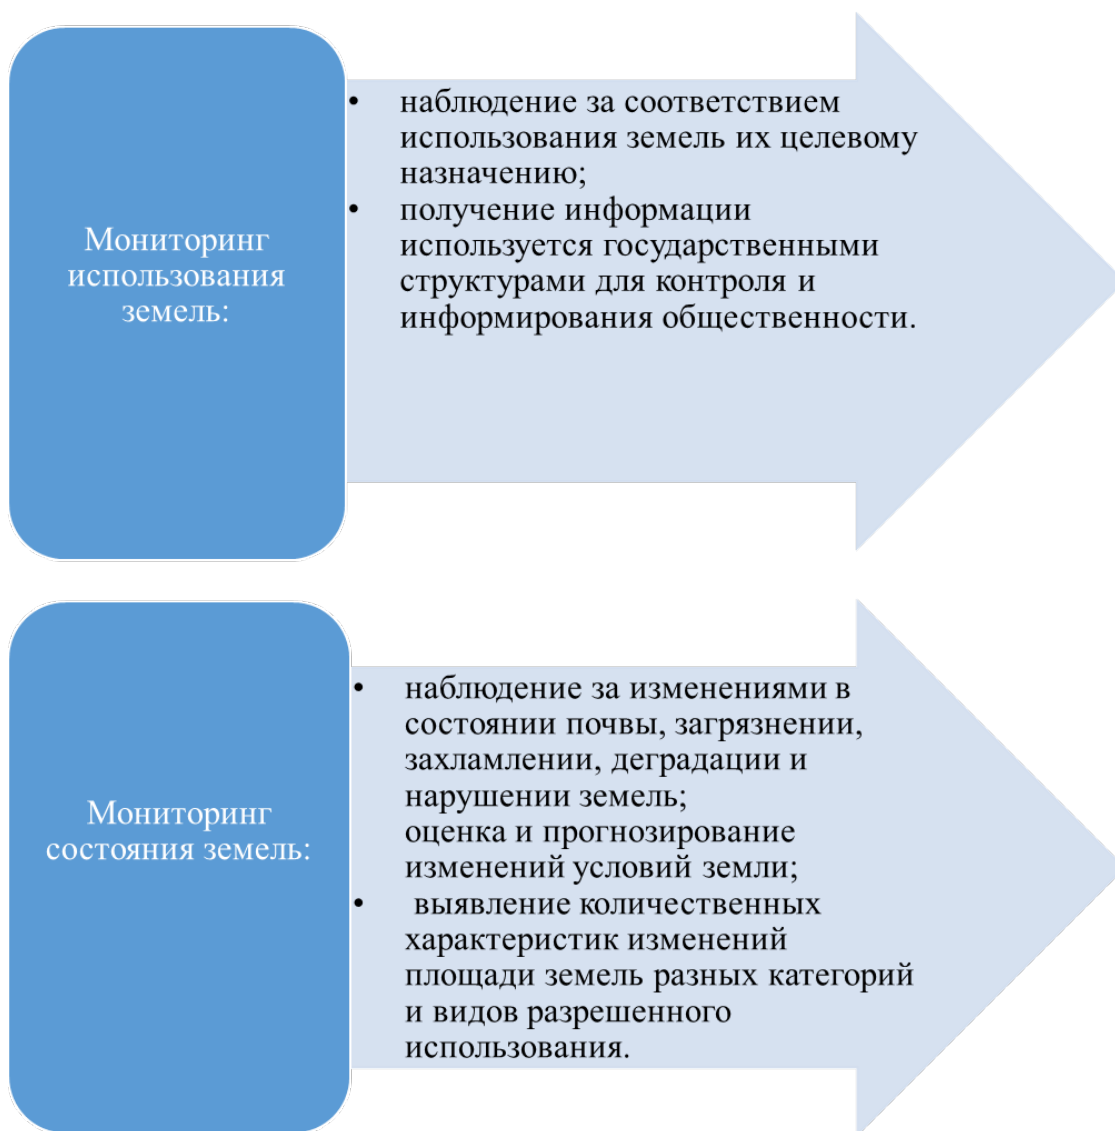 Мониторинг
использования
земель:
• наблюдение за соответствием
использования земель их целевому
назначению;
• получение информации
используется государственными
структурами для контроля и
информирования общественности.
Мониторинг
состояния земель:
• наблюдение за изменениями в
состоянии почвы, загрязнении,
захламлении, деградации и
нарушении земель;
оценка и прогнозирование
изменений условий земли;
• выявление количественных
характеристик изменений
площади земель разных категорий
и видов разрешенного
использования.